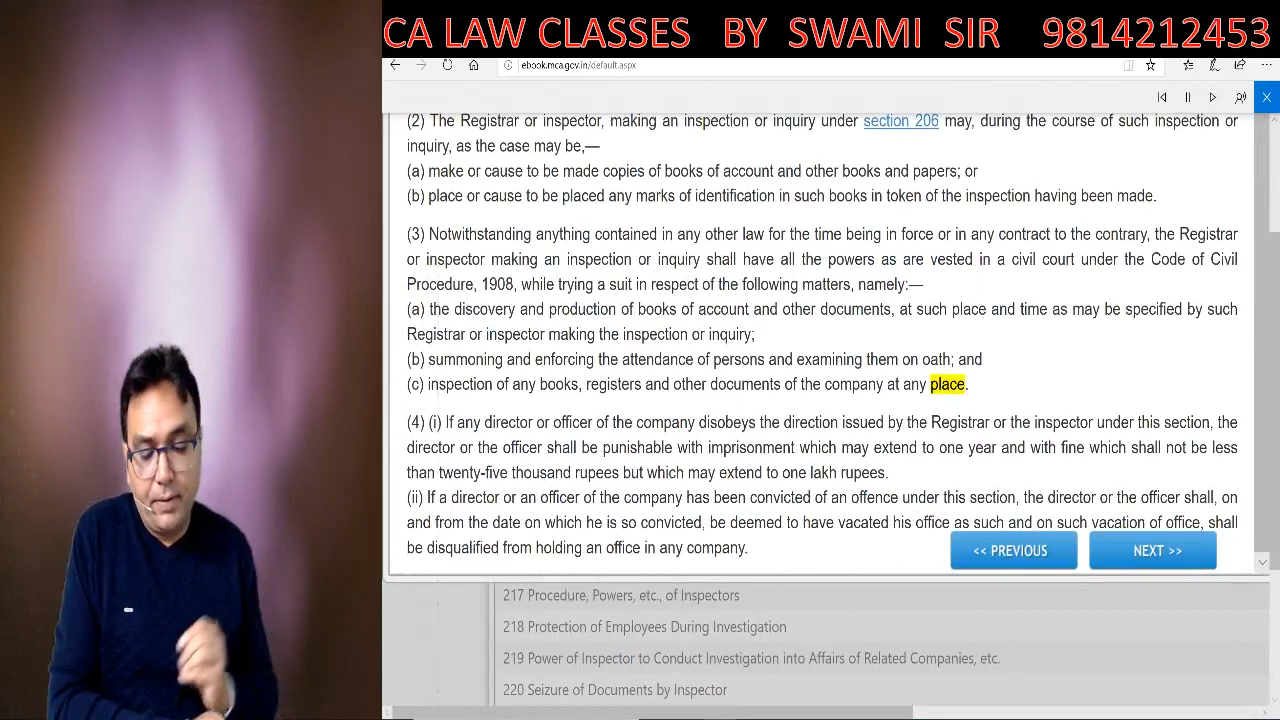 CA LAW CLASSES BY SWAMI SIR 9814212453
ebook.mca.gov.in/default.aspx
(2) The Registrar or inspector, making an inspection or inquiry under section 206 may, during the course of such inspection or
inquiry, as the case may be,—
(a) make or cause to be made copies of books of account and other books and papers; or
(b) place or cause to be placed any marks of identification in such books in token of the inspection having been made.
(3) Notwithstanding anything contained in any other law for the time being in force or in any contract to the contrary, the Registrar
or inspector making an inspection or inquiry shall have all the powers as are vested in a civil court under the Code of Civil
Procedure, 1908, while trying a suit in respect of the following matters, namely:—
(a) the discovery and production of books of account and other documents, at such place and time as may be specified by such
Registrar or inspector making the inspection or inquiry;
(b) summoning and enforcing the attendance of persons and examining them on oath; and
(c) inspection of any books, registers and other documents of the company at any place.
(4) (i) If any director or officer of the company disobeys the direction issued by the Registrar or the inspector under this section, the
director or the officer shall be punishable with imprisonment which may extend to one year and with fine which shall not be less
than twenty-five thousand rupees but which may extend to one lakh rupees.
(ii) If a director or an officer of the company has been convicted of an offence under this section, the director or the officer shall, on
and from the date on which he is so convicted, be deemed to have vacated his office as such and on such vacation of office, shall
be disqualified from holding an office in any company.
<< PREVIOUS
NEXT >>
217 Procedure, Powers, etc., of Inspectors
218 Protection of Employees During Investigation
219 Power of Inspector to Conduct Investigation into Affairs of Related Companies, etc.
220 Seizure of Documents by Inspector